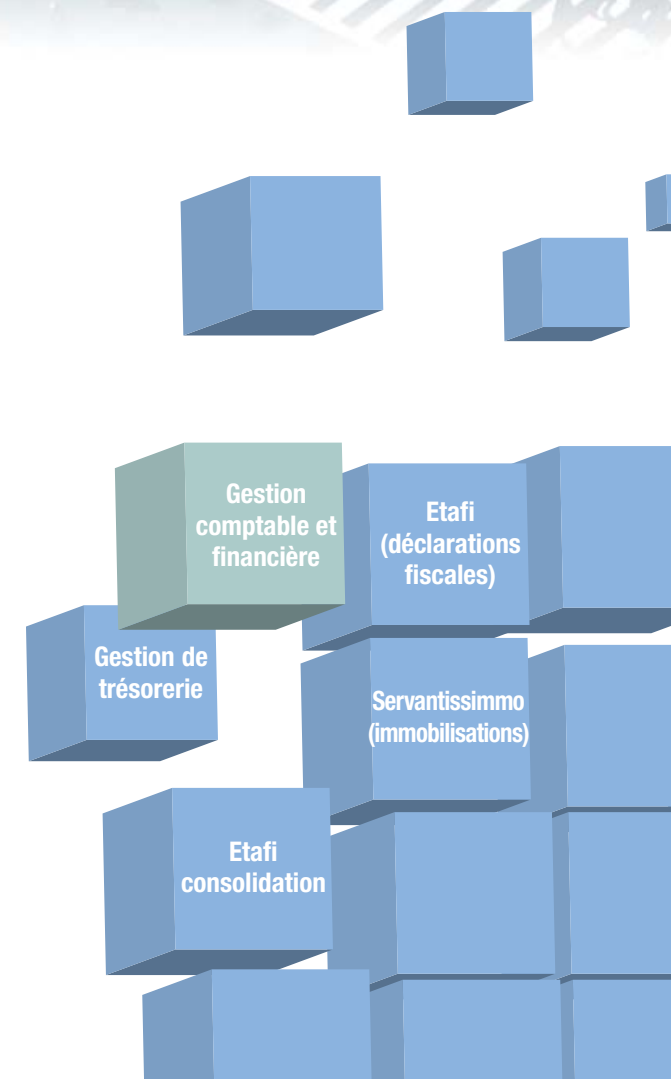 Gestion
comptable et
financière
Etafi
(déclarations
fiscales)
Gestion de
trésorerie
Servantissimmo
(immobilisations)
Etafi
consolidation